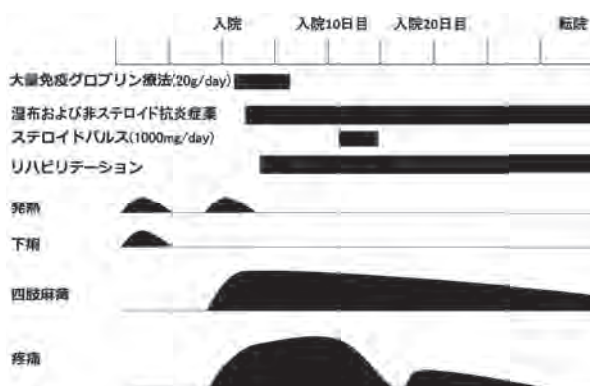 入院 入院10日目 入院20日目 転院
大量免疫グロブリン療法(20g/day)
湿布および非ステロイド抗炎症薬
ステロイドパルス(1000mg/day)
リハビリテーション
発熱
下痢
四肢麻痺
疼痛